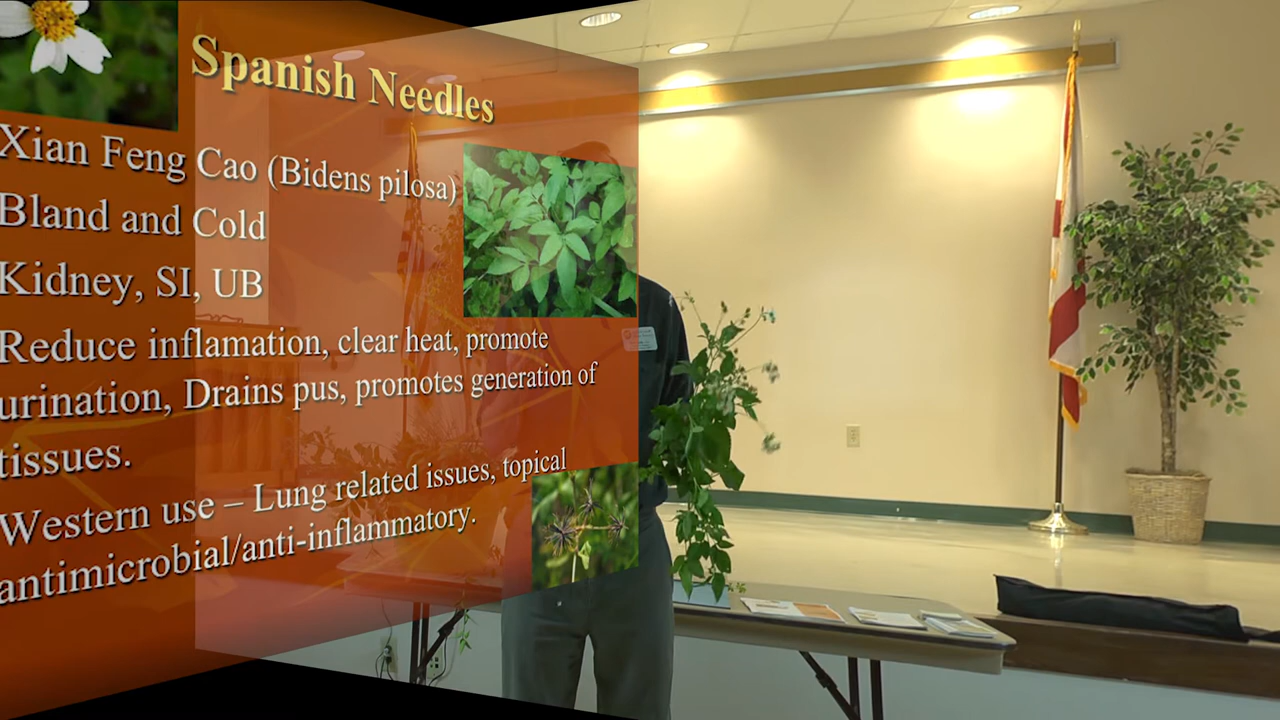 Spanish Needles
Xian Feng Cao (Bidens pilosa)
Bland and Cold
Kidney, SI, UB
Reduce inflamation, clear heat, promote
urination, Drains pus, promotes generation of
tissues.
Western use – Lung related issues, topical
antimicrobial/anti-inflammatory.